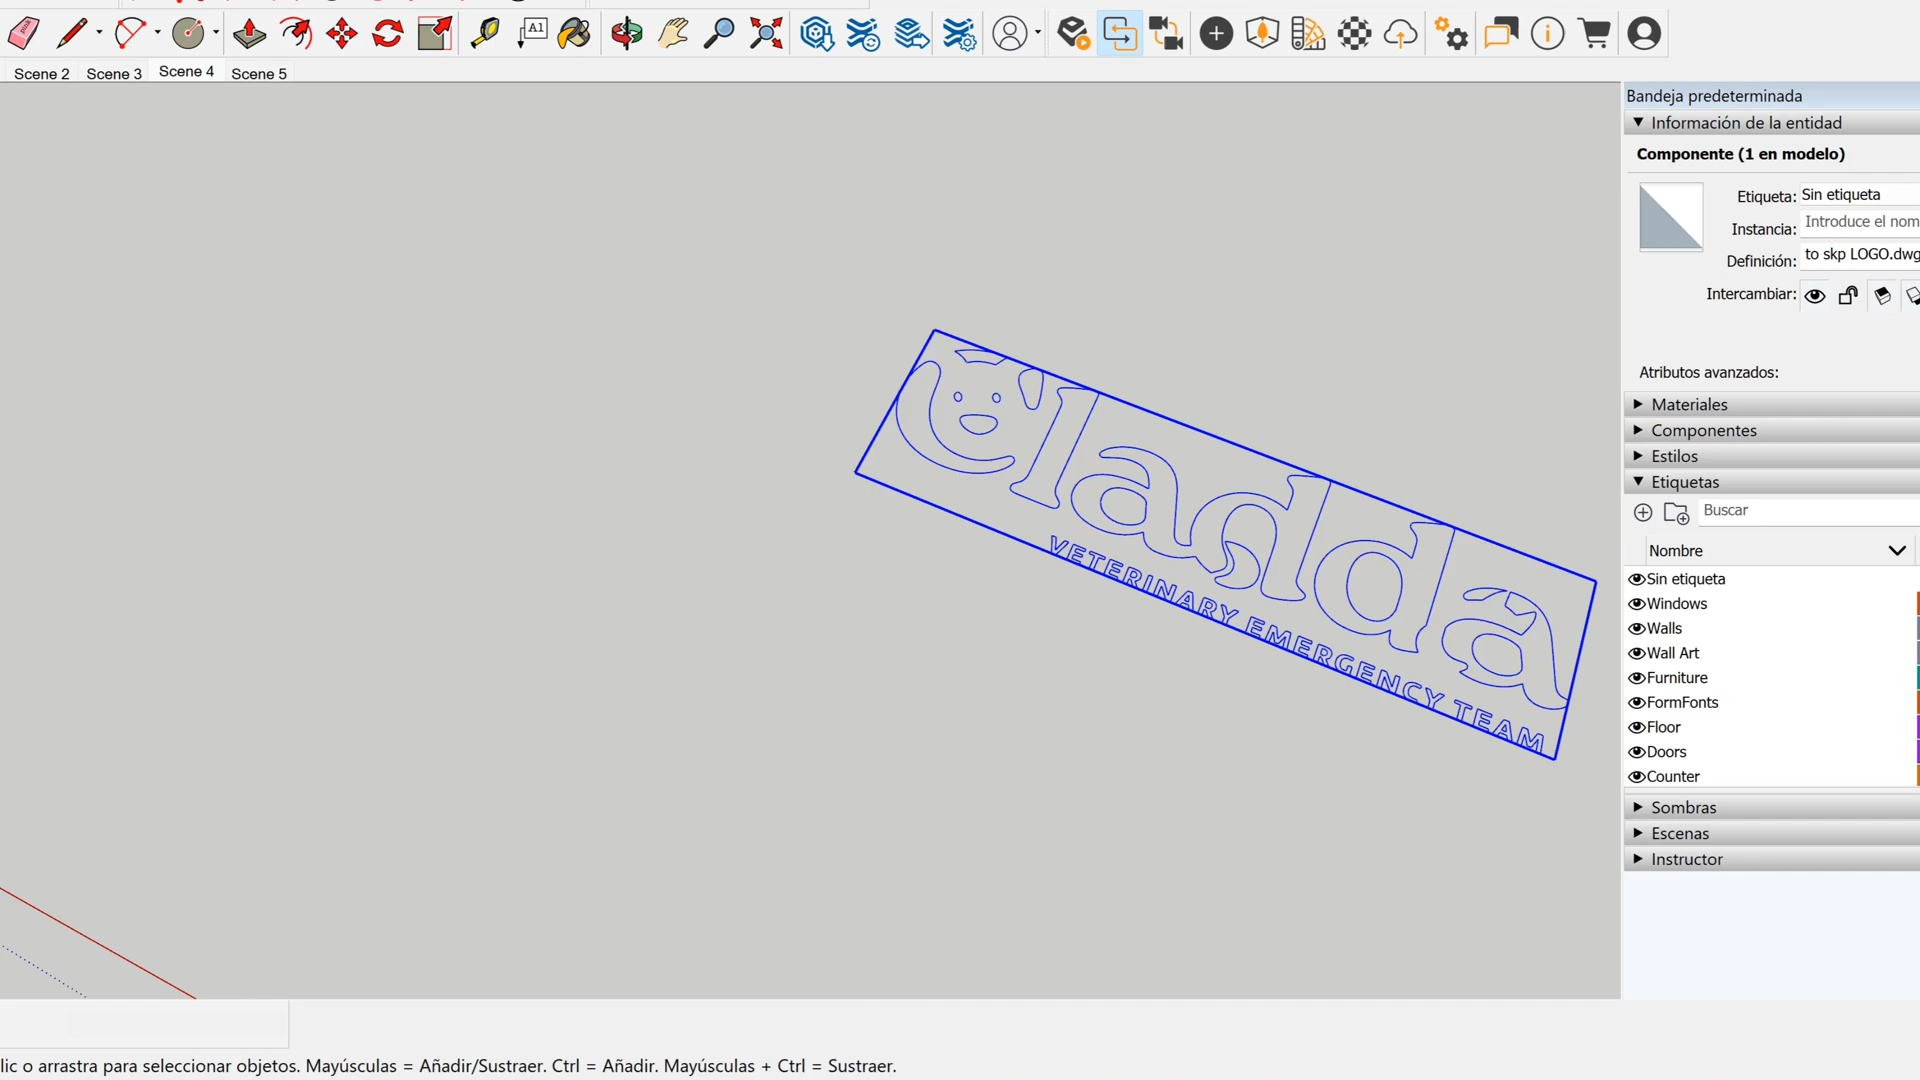 A1
Scene 2
Scene 3
Scene 4
Scene 5
Bandeja predeterminada
Información de la entidad
Componente (1 en modelo)
Etiqueta: Sin etiqueta
Instancia: Introduce el nom
Definición: to skp LOGO.dwg
Intercambiar:
Atributos avanzados:
Materiales
Componentes
Estilos
Etiquetas
Buscar
Nombre
Sin etiqueta
Windows
Walls
Wall Art
Furniture
FormFonts
Floor
Doors
Counter
Sombras
Escenas
Instructor
Cladda
VETERINARY EMERGENCY TEAM
lic o arrastra para seleccionar objetos. Mayúsculas = Añadir/Sustraer. Ctrl = Añadir. Mayúsculas + Ctrl = Sustraer.